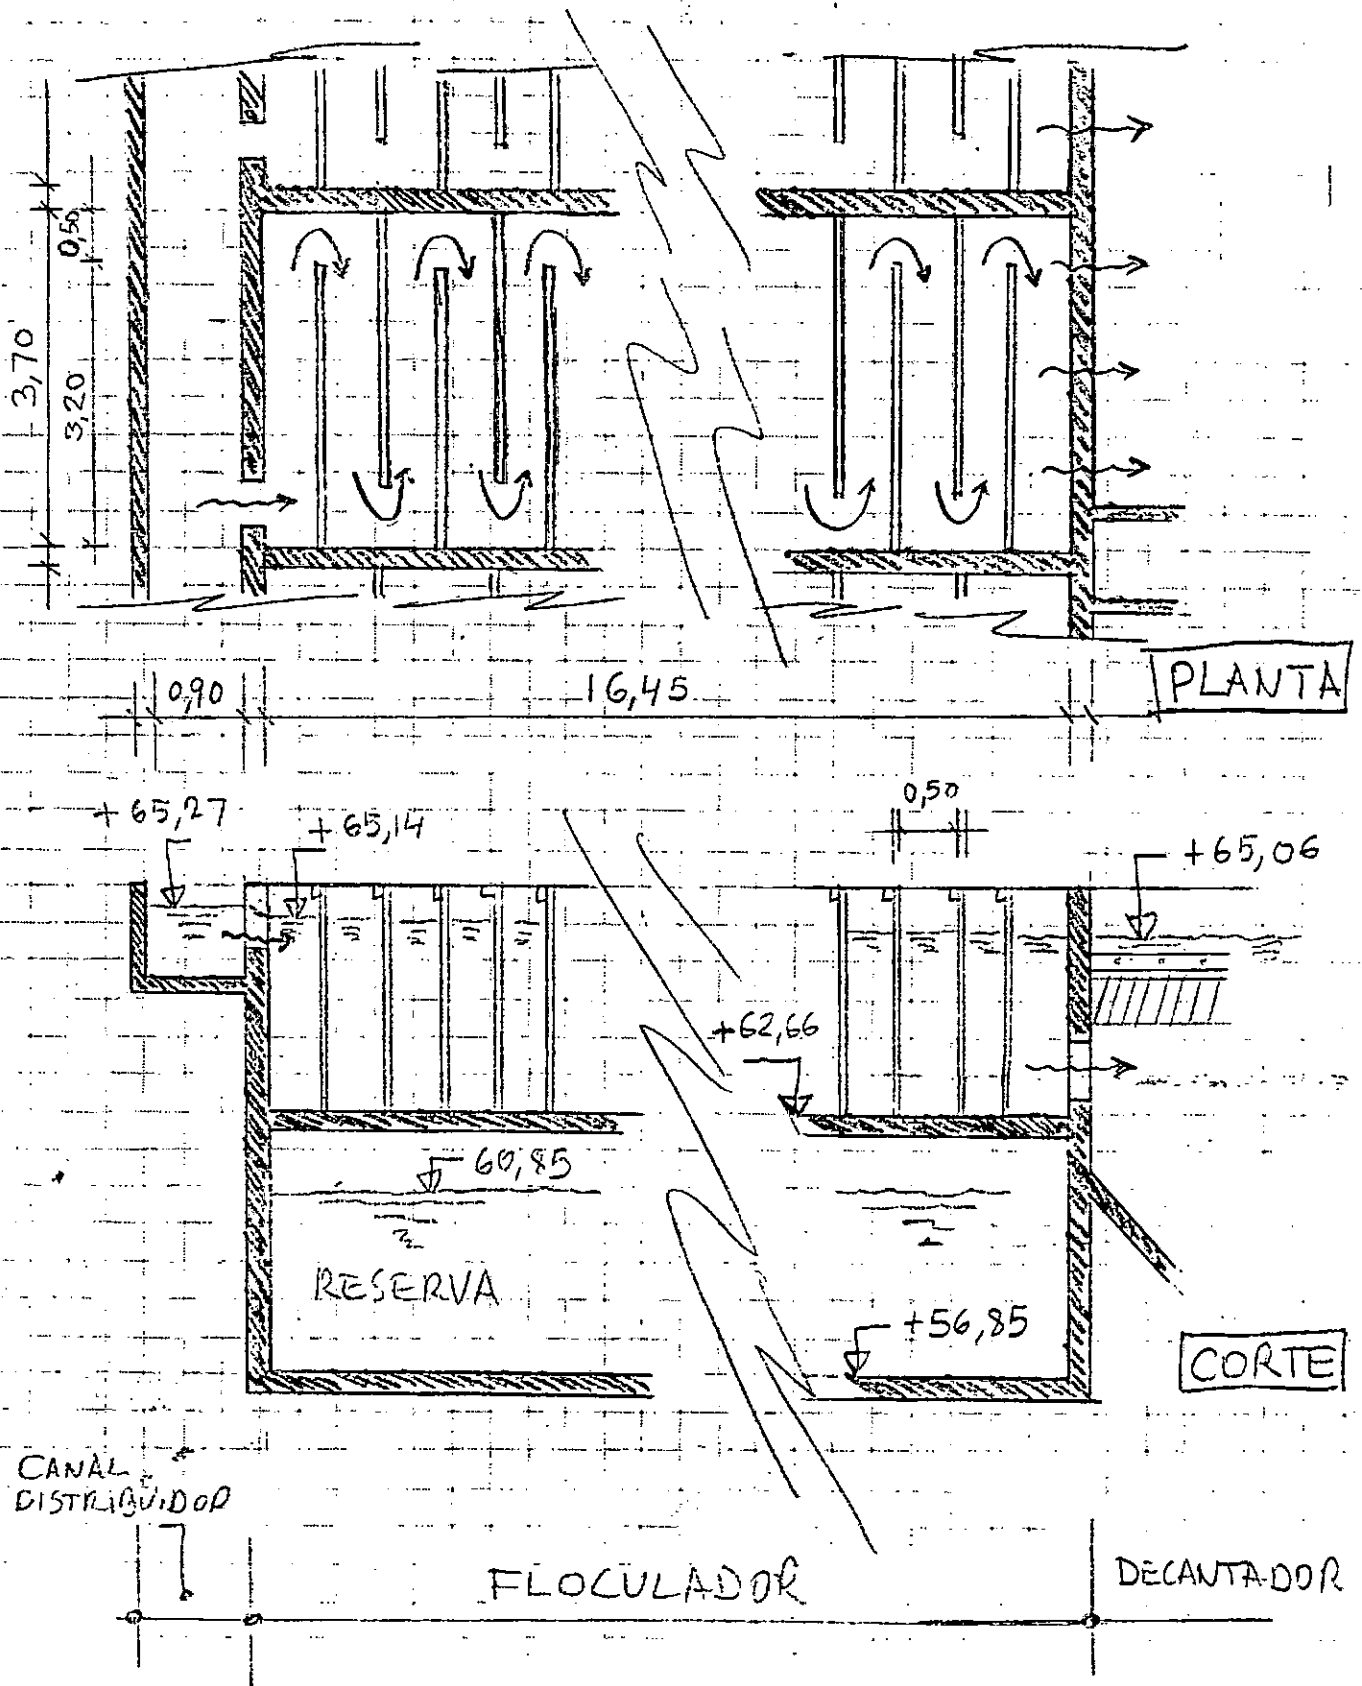 0,50
3,70
3,20
0,90
16,45
PLANTA
+65,27
+65,14
0,50
+65,06
+62,66
60,85
RESERVA
+56,85
CORTE
CANAL
DISTRIBUIDOR
FLOCULADOR
DECANTADOR